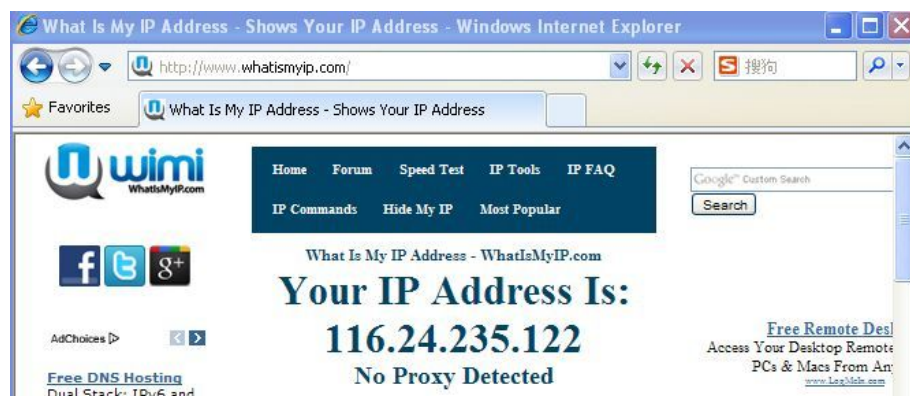 What Is My IP Address - Shows Your IP Address - Windows Internet Explorer
http://www.whatismyip.com/
搜狗
Favorites
What Is My IP Address - Shows Your IP Address
wimi
WhatIsMyIP.com
Home Forum Speed Test IP Tools IP FAQ
IP Commands Hide My IP Most Popular
Google™ Custom Search
Search
What Is My IP Address - WhatIsMyIP.com
Your IP Address Is:
116.24.235.122
No Proxy Detected
AdChoices
Free DNS Hosting
Dual Stack: IPv6 and
Free Remote Desl
Access Your Desktop Remote
PCs & Macs From An
www.LogMeIn.com